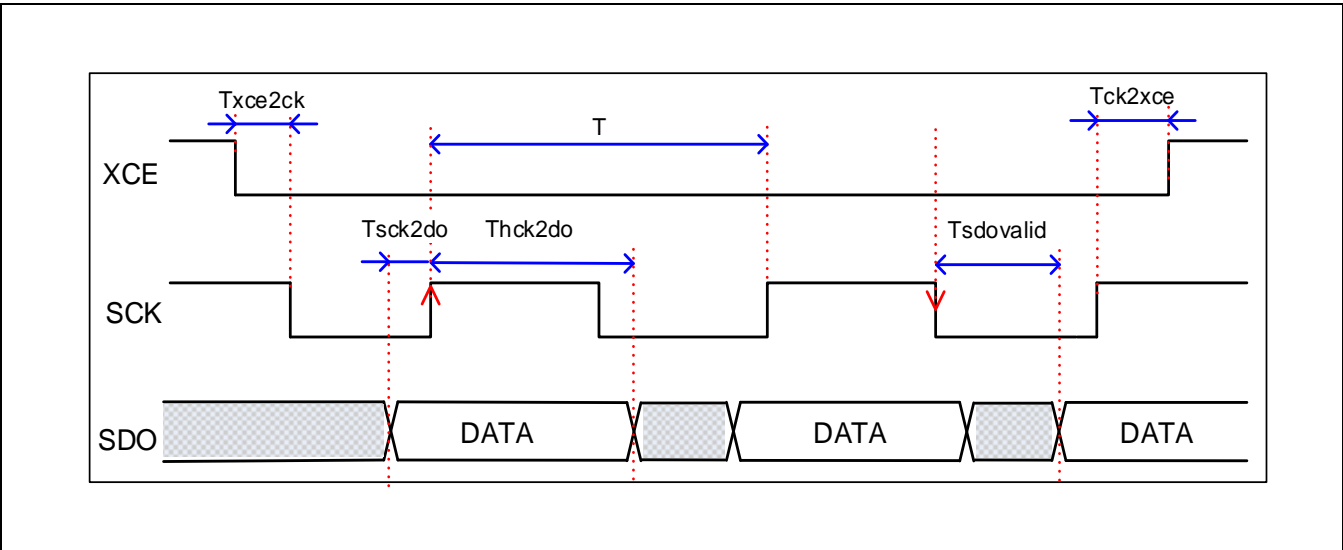 Txce2ck
Tck2xce
T
XCE
Tsck2do
Thck2do
Tsdovalid
SCK
SDO
DATA
DATA
DATA